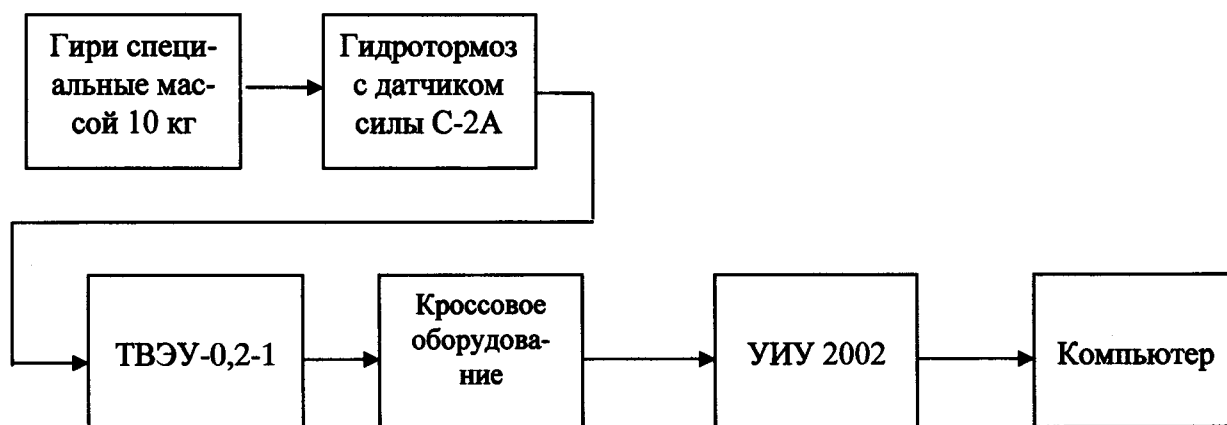 Гири специ-
альные мас-
сой 10 кг
Гидротормоз
с датчиком
силы С-2А
ТВЭУ-0,2-1
Кроссовое
оборудова-
ние
УИУ 2002
Компьютер